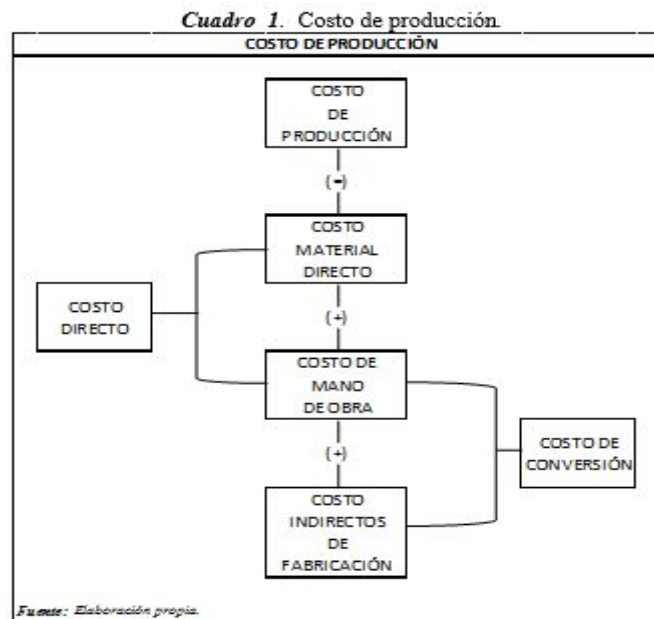 Cuadro 1. Costo de producción.
COSTO DE PRODUCCIÓN
COSTO
DE
PRODUCCIÓN
(=)
COSTO
MATERIAL
DIRECTO
COSTO
DIRECTO
(+)
COSTO DE
MANO
DE OBRA
COSTO DE
CONVERSIÓN
(+)
COSTO
INDIRECTOS
DE
FABRICACIÓN
Fuente: Elaboración propia.